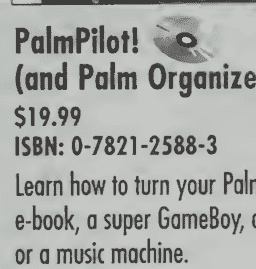 PalmPilot!
(and Palm Organize
$19.99
ISBN: 0-7821-2588-3
Learn how to turn your Palm
e-book, a super GameBoy,
or a music machine.